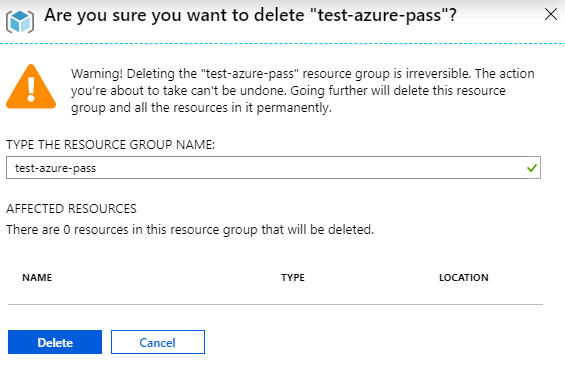 Are you sure you want to delete "test-azure-pass"?
Warning! Deleting the "test-azure-pass" resource group is irreversible. The action
you're about to take can't be undone. Going further will delete this resource
group and all the resources in it permanently.
TYPE THE RESOURCE GROUP NAME:
test-azure-pass
AFFECTED RESOURCES
There are 0 resources in this resource group that will be deleted.
NAME TYPE LOCATION
Delete Cancel